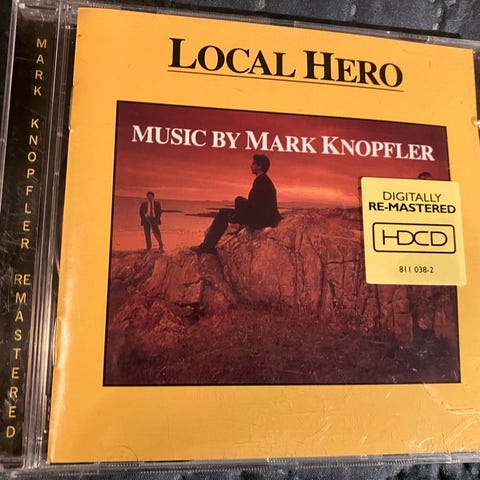 LOCAL HERO
MUSIC BY MARK KNOPFLER
DIGITALLY
RE-MASTERED
HDCD
811 038-2
MARK KNOPFLER REMASTERED